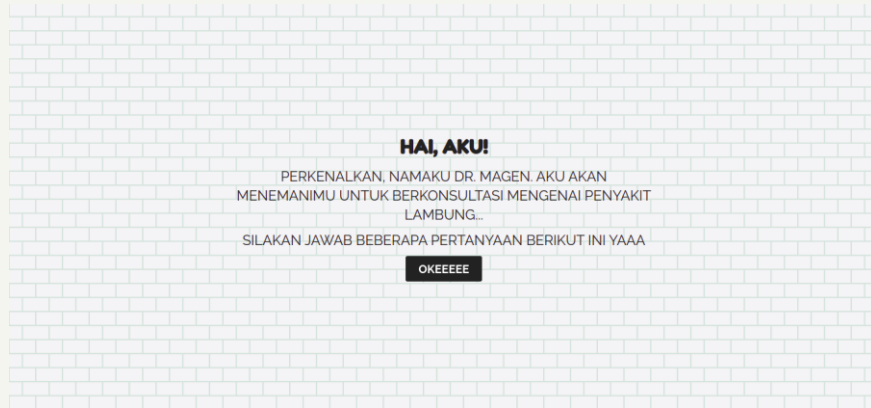 HAI, AKU!
PERKENALKAN, NAMAKU DR. MAGEN. AKU AKAN
MENEMANIMU UNTUK BERKONSULTASI MENGENAI PENYAKIT
LAMBUNG...
SILAKAN JAWAB BEBERAPA PERTANYAAN BERIKUT INI YAAA
OKEEEEE